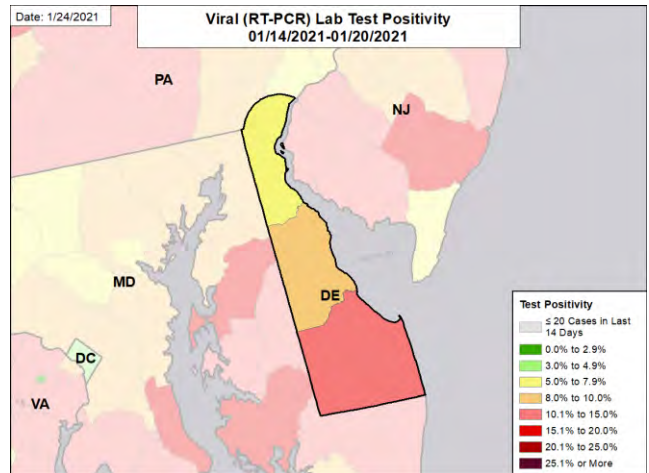 Date: 1/24/2021
Viral (RT-PCR) Lab Test Positivity
01/14/2021-01/20/2021
PA
NJ
MD
DE
DC
VA
Test Positivity
≤ 20 Cases in Last
14 Days
0.0% to 2.9%
3.0% to 4.9%
5.0% to 7.9%
8.0% to 10.0%
10.1% to 15.0%
15.1% to 20.0%
20.1% to 25.0%
25.1% or More